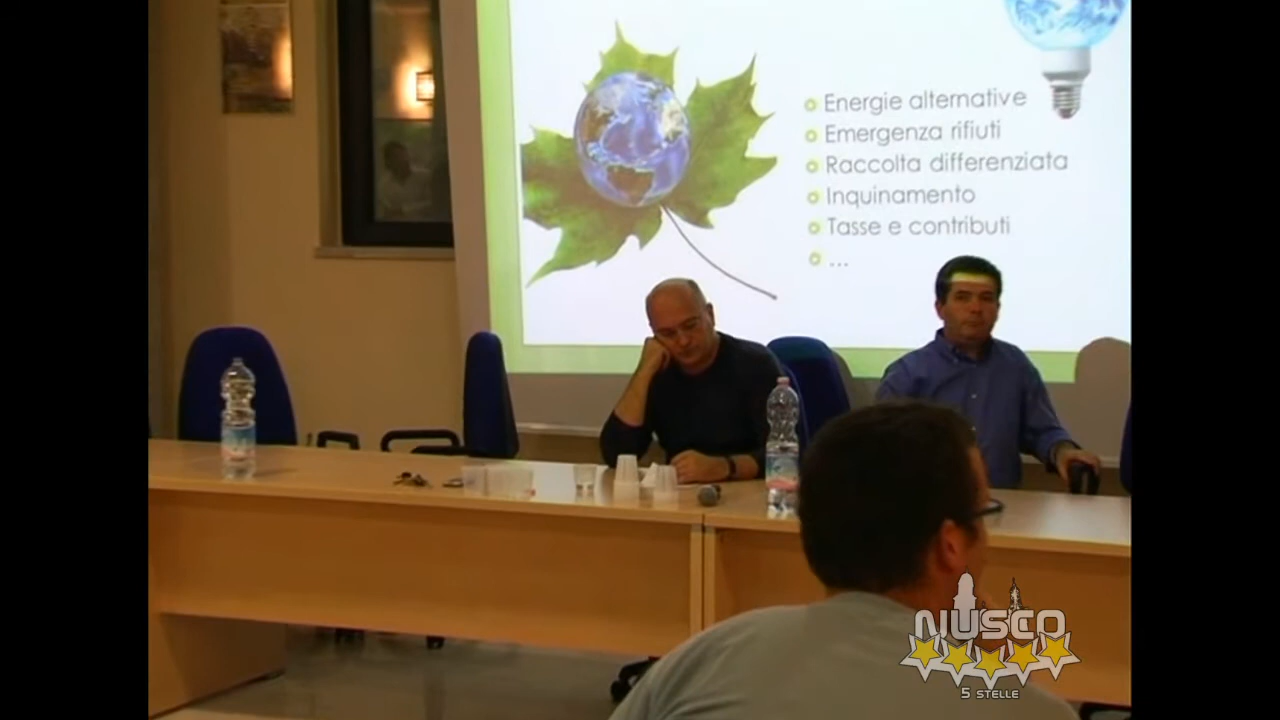 Energie alternative
Emergenza rifiuti
Raccolta differenziata
Inquinamento
Tasse e contributi
...
NUSCO
5 STELLE